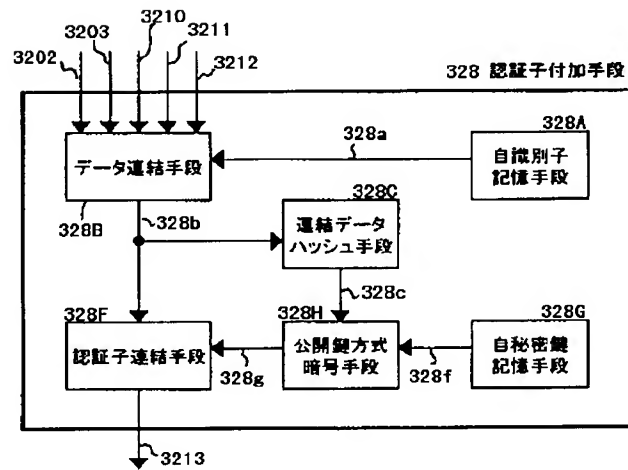 3210
3203
3211
3202
3212
328 認証子付加手段
328a
328A
データ連結手段
自識別子
記憶手段
328B
328b
328C
連結データ
ハッシュ手段
328F
328H
328c
328G
認証子連結手段
公開鍵方式
暗号手段
自秘密鍵
記憶手段
328g
328f
3213